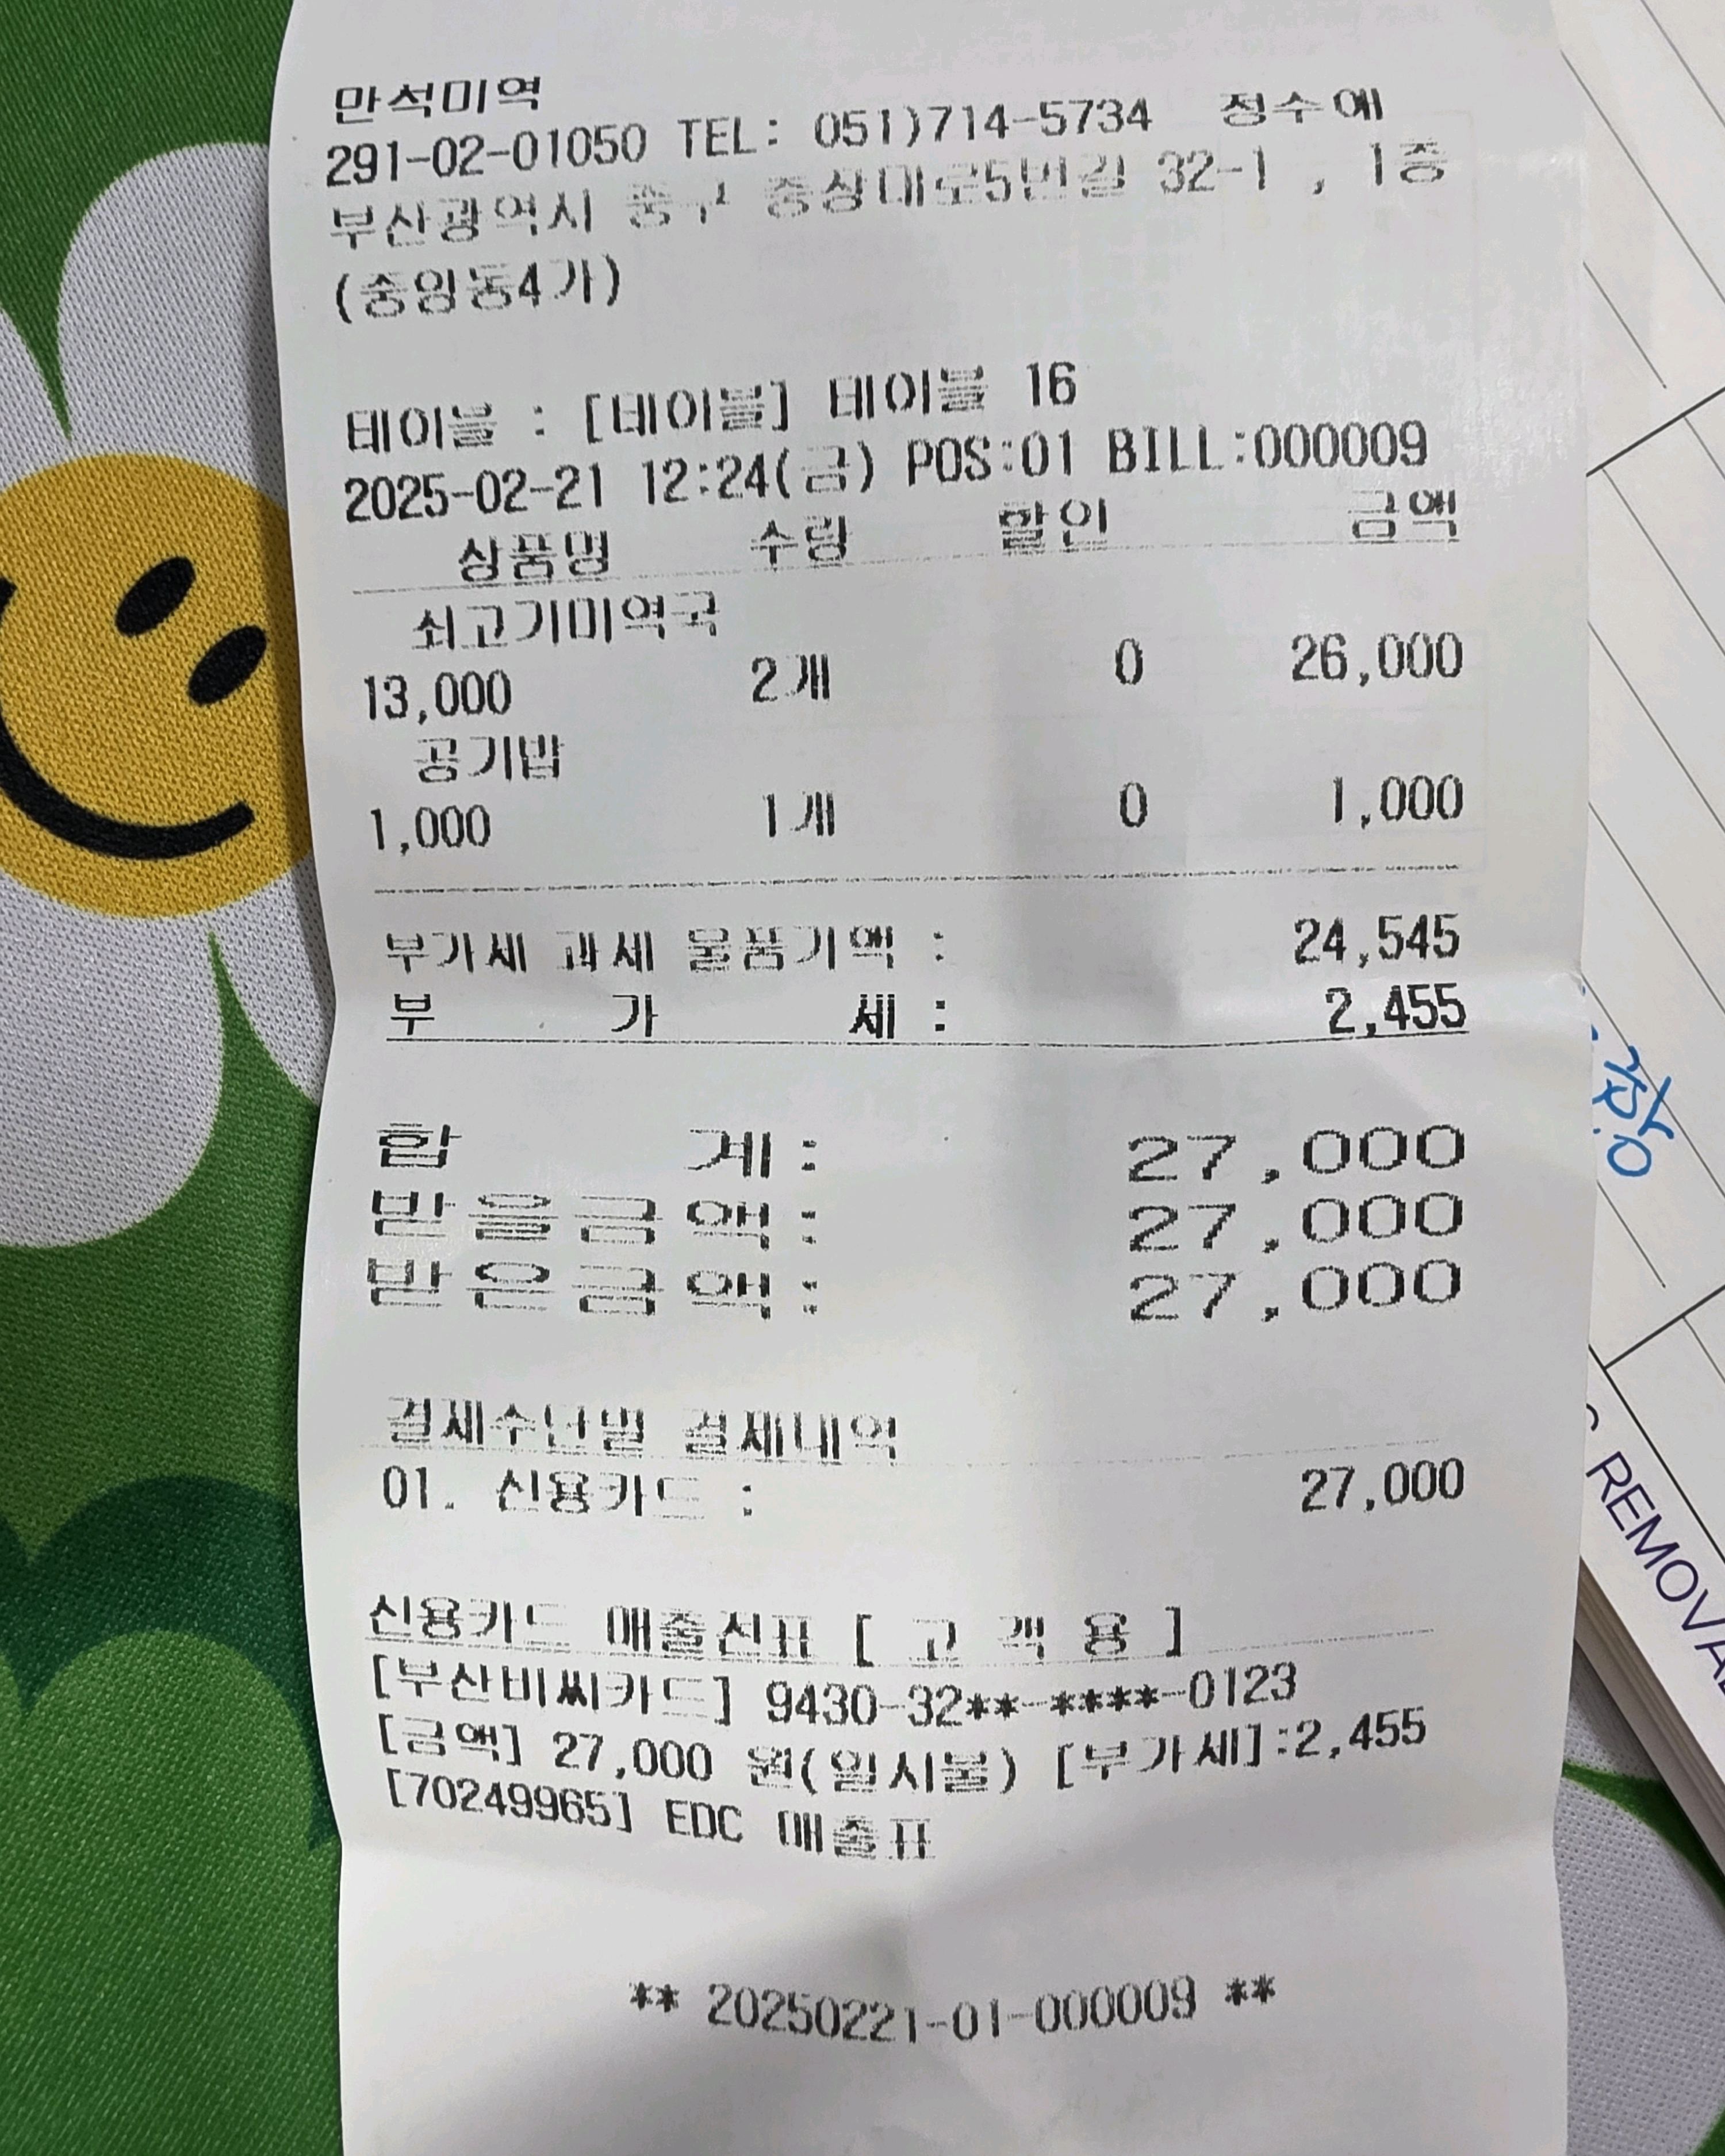 만석미역
291-02-01050 TEL: 051)714-5734 정수애
부산광역시 중구 중앙대로5번길 32-1 , 1층
(중앙동4가)
테이블 : [테이블] 테이블 16
2025-02-21 12:24(금) POS:01 BILL:000009
상품명 수량 할인 금액
쇠고기미역국
13,000 2개 0 26,000
공기밥
1,000 1개 0 1,000
부가세 과세 물품가액 : 24,545
부 가 세 : 2,455
합 계 : 27,000
받을금액 : 27,000
받은금액 : 27,000
결제수단별 결제내역
01. 신용카드 : 27,000
신용카드 매출전표 [ 고 객 용 ]
[부산비씨카드] 9430-32**-****-0123
[금액] 27,000 원(일시불) [부가세]:2,455
[70249965] EDC 매출표
** 20250221-01-000009 **
REMOVA